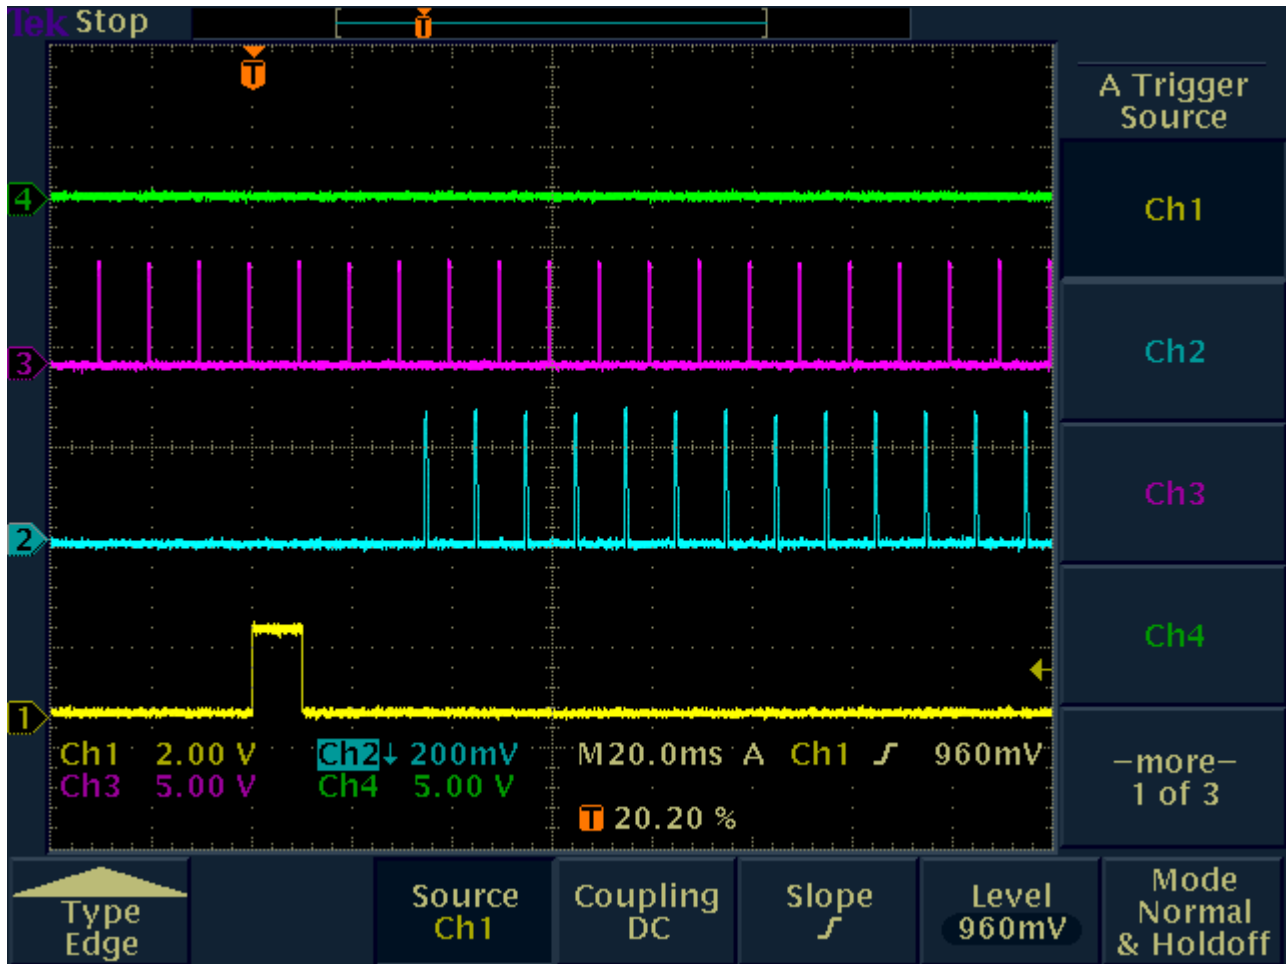 Tek Stop
T
T
A Trigger
Source
Ch1
4
Ch2
3
Ch3
2
Ch4
1
Ch1 2.00 V Ch2↓ 200mV M20.0ms A Ch1 ƒ 960mV
Ch3 5.00 V Ch4 5.00 V
T 20.20 %
-more-
1 of 3
Type
Edge
Source
Ch1
Coupling
DC
Slope
ƒ
Level
960mV
Mode
Normal
& Holdoff